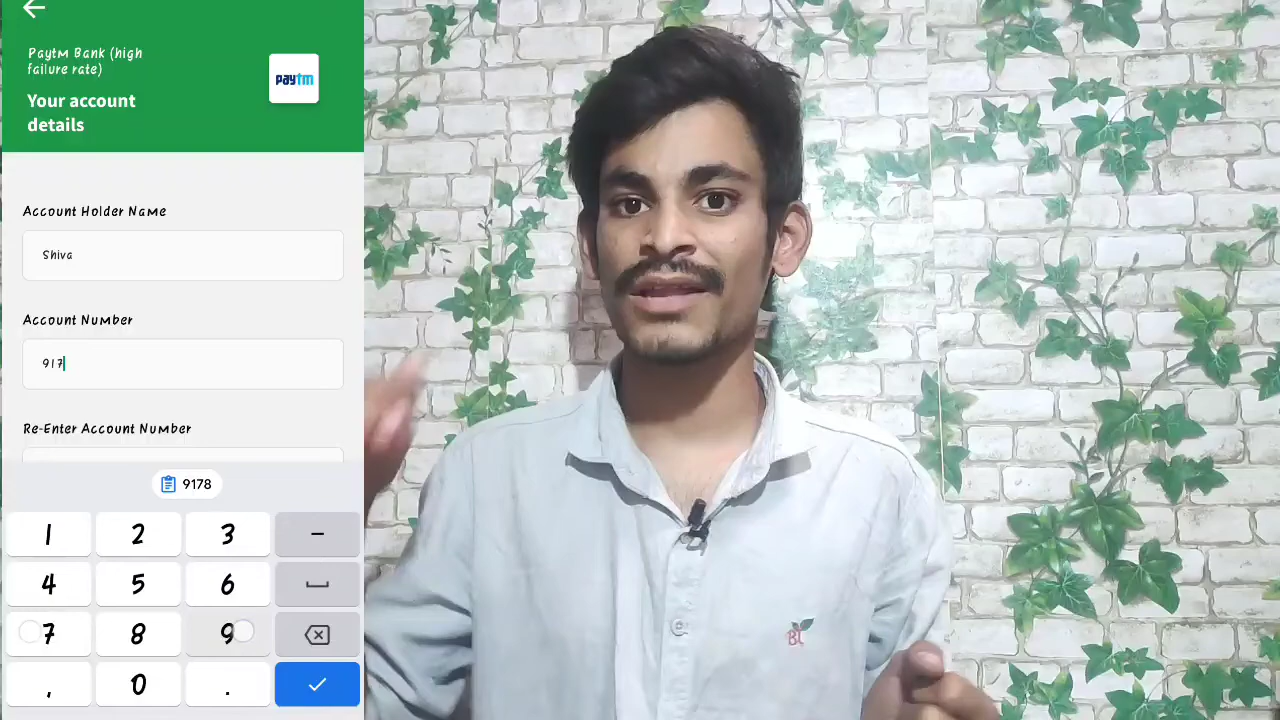 Paytm Bank (high
failure rate)
Your account
details
paytm
Account Holder Name
Shiva
Account Number
917
Re-Enter Account Number
9178
1 2 3 -
4 5 6
7 8 9
, 0 .
BL